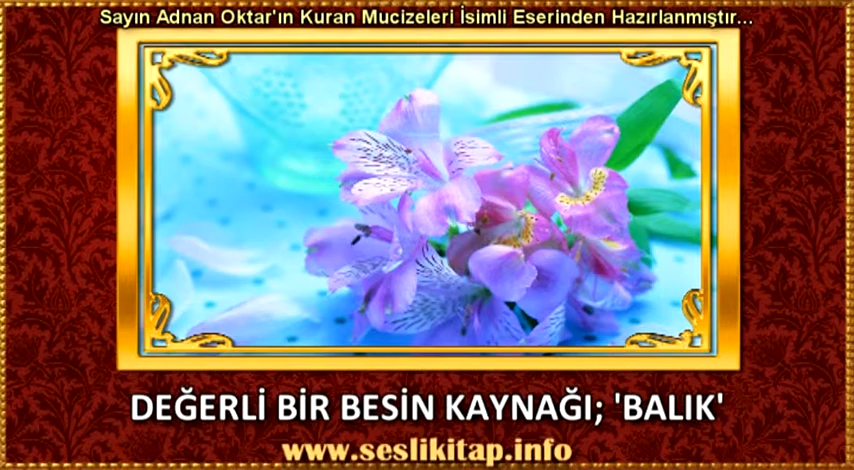 Sayın Adnan Oktar'ın Kuran Mucizeleri İsimli Eserinden Hazırlanmıştır...
DEĞERLİ BİR BESİN KAYNAĞI; 'BALIK'
www.seslikitap.info